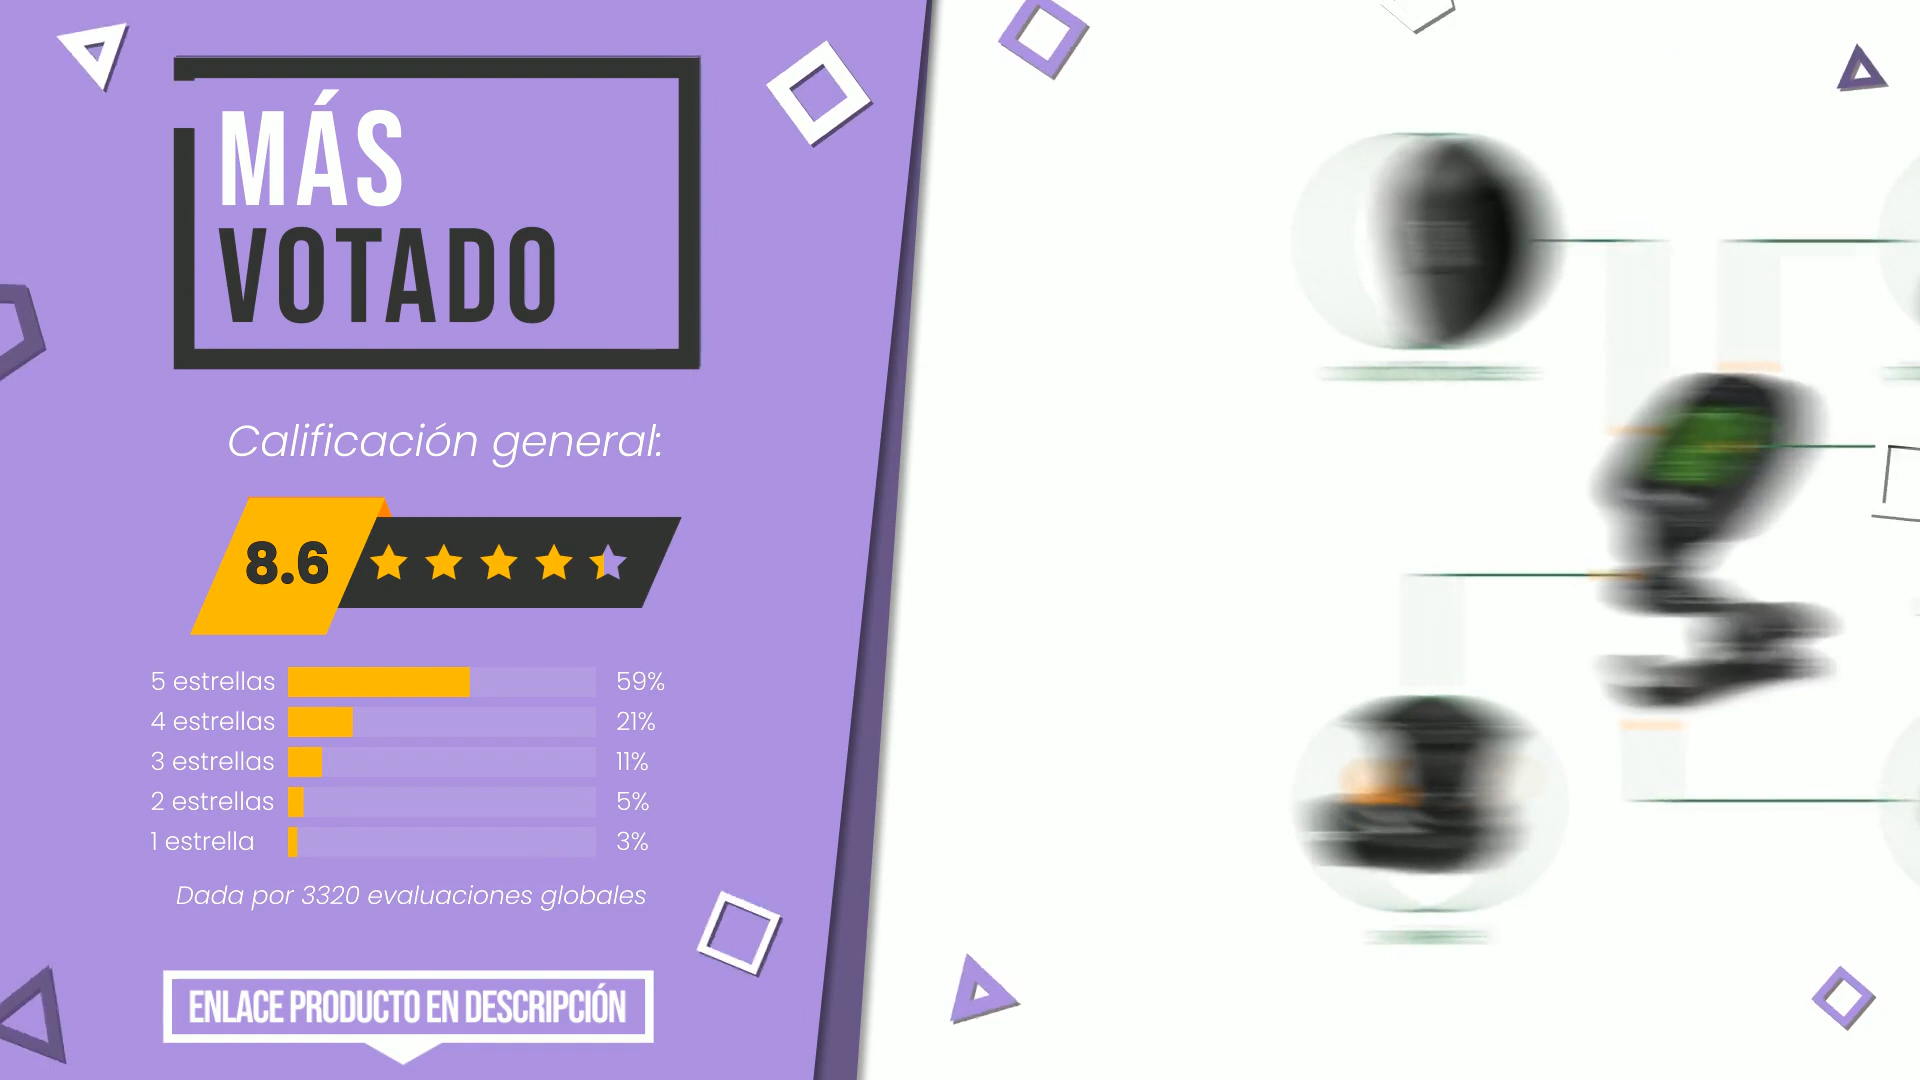 MÁS
VOTADO
Calificación general:
8.6
5 estrellas 59%
4 estrellas 21%
3 estrellas 11%
2 estrellas 5%
1 estrella 3%
Dada por 3320 evaluaciones globales
ENLACE PRODUCTO EN DESCRIPCIÓN